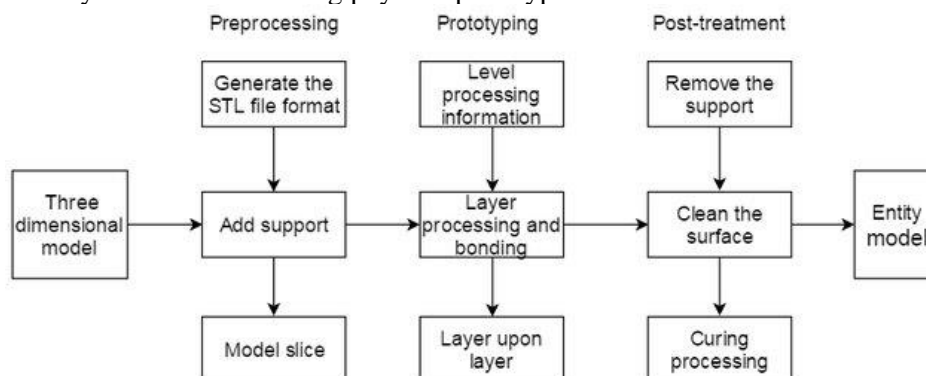 Preprocessing
Prototyping
Post-treatment
Generate the
STL file format
Level
processing
information
Remove the
support
Three
dimensional
model
Add support
Layer
processing and
bonding
Clean the
surface
Entity
model
Model slice
Layer upon
layer
Curing
processing